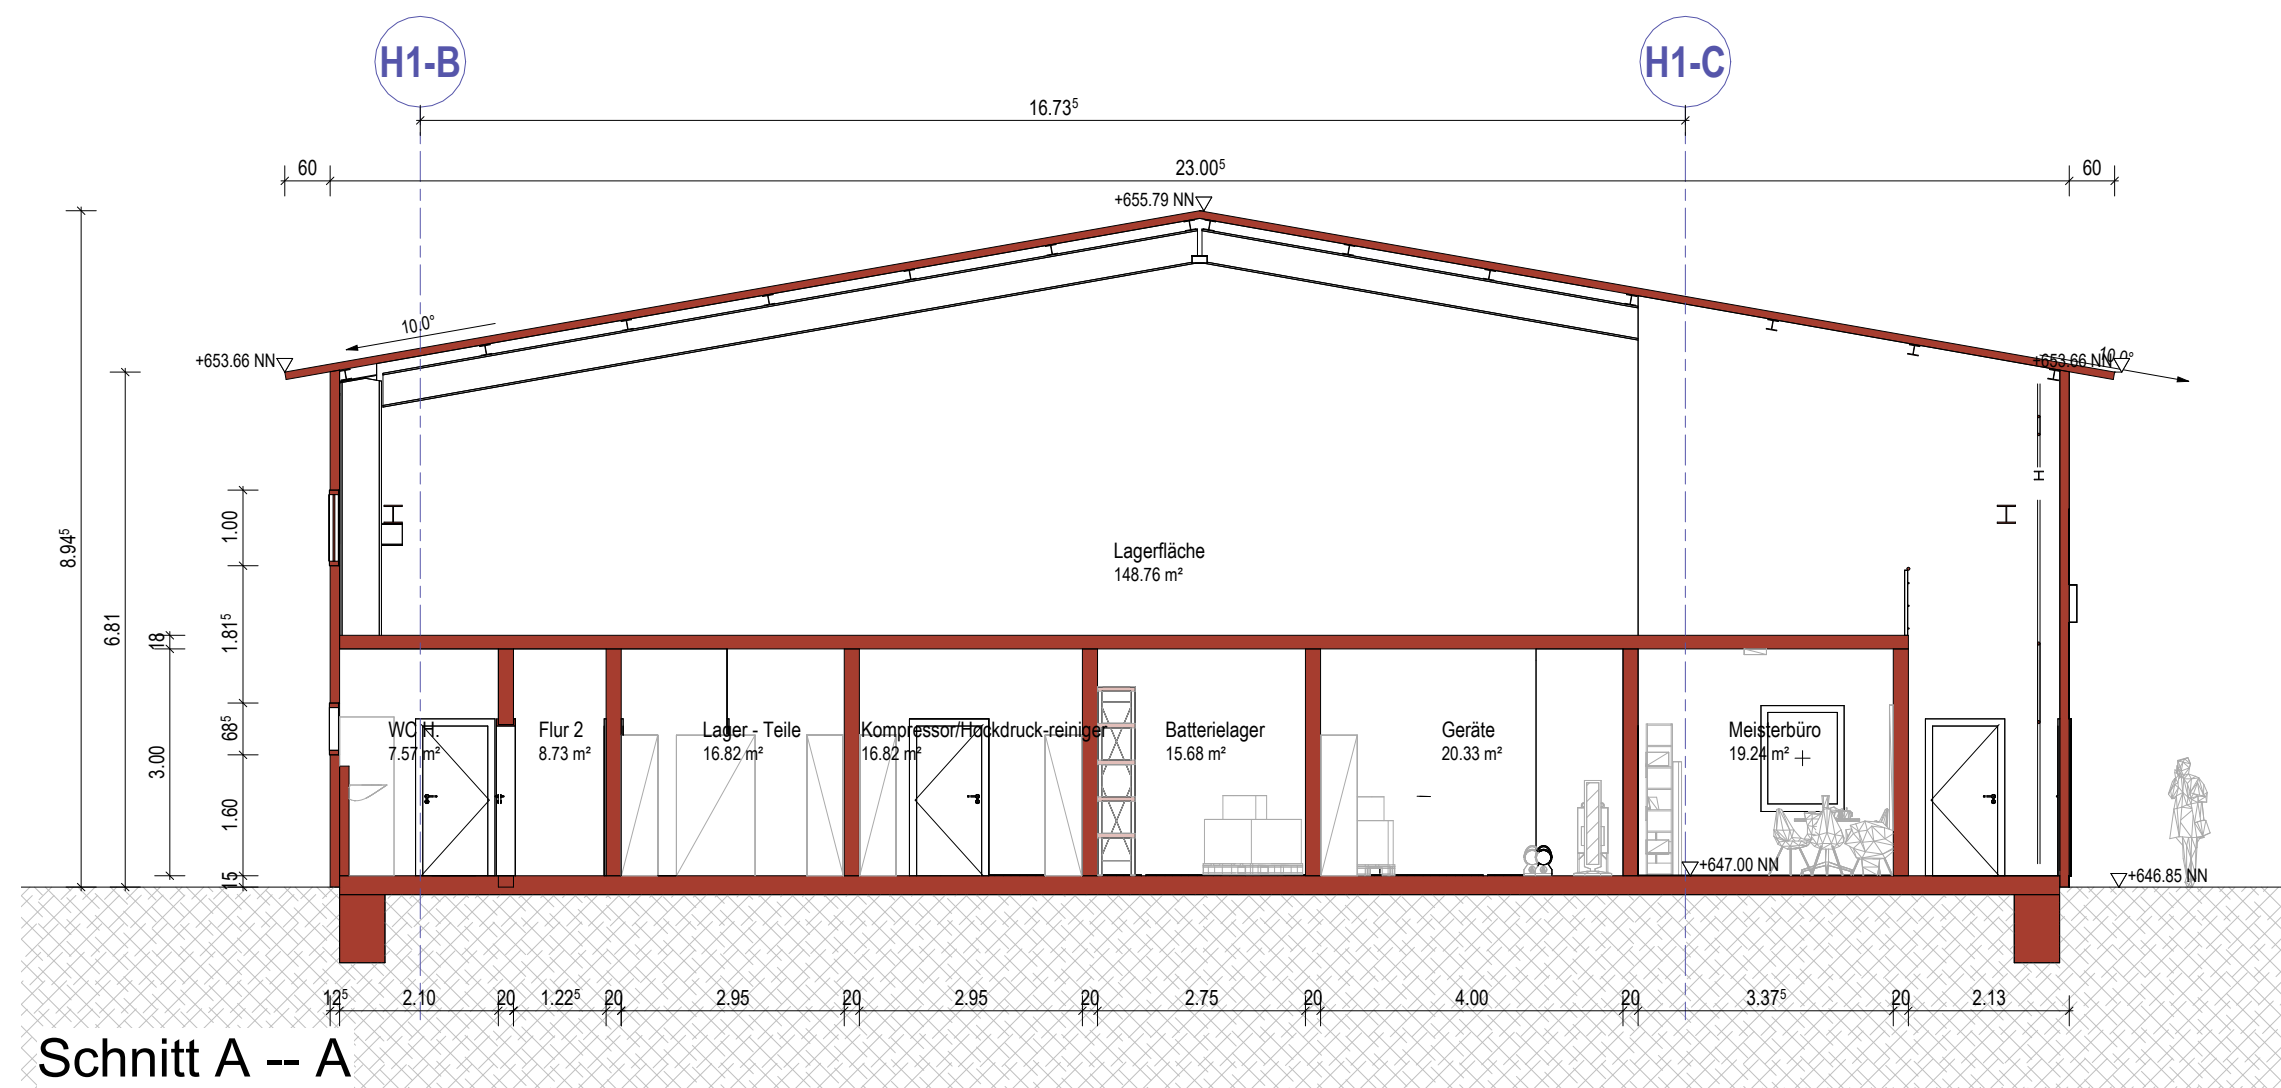 H1-B
H1-C
16.73⁵
60
23.00⁵
60
+655.79 NN
10.0°
+653.66 NN
+653.66 NN
10.0°
8.94⁵
6.81
1.00
1.81⁵
18
68⁵
3.00
1.60
15
Lagerfläche
148.76 m²
WC H.
7.57 m²
Flur 2
8.73 m²
Lager - Teile
16.82 m²
Kompressor/Hockdruck-reiniger
16.82 m²
Batterielager
15.68 m²
Geräte
20.33 m²
Meisterbüro
19.24 m²
+647.00 NN
+646.85 NN
12⁵
2.10
20
1.22⁵
20
2.95
20
2.95
20
2.75
20
4.00
20
3.37⁵
20
2.13
Schnitt A -- A